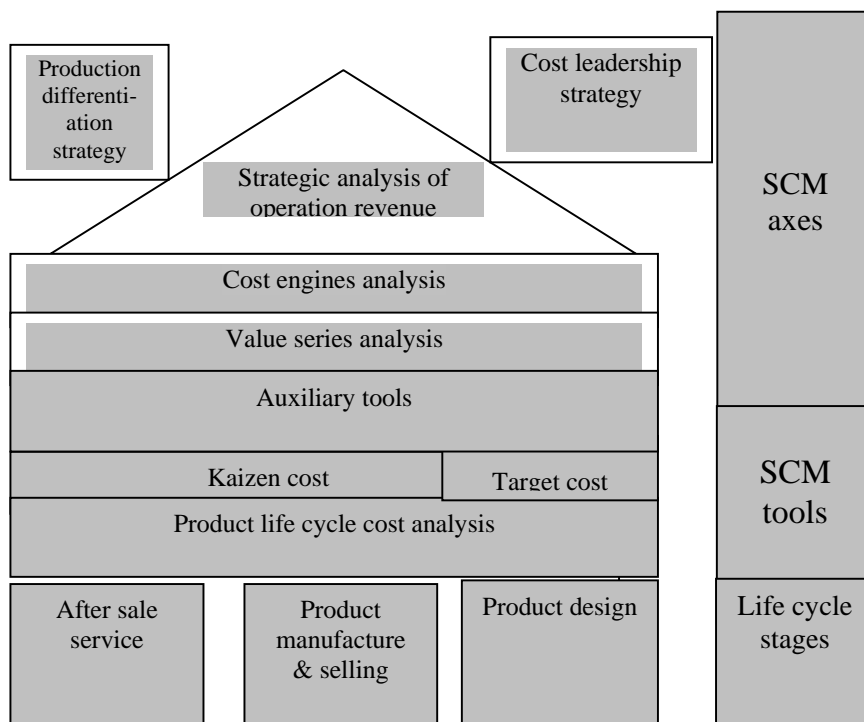 Production
differenti-
ation
strategy
Cost leadership
strategy
Strategic analysis of
operation revenue
SCM
axes
Cost engines analysis
Value series analysis
Auxiliary tools
Kaizen cost
Target cost
SCM
tools
Product life cycle cost analysis
After sale
service
Product
manufacture
& selling
Product design
Life cycle
stages